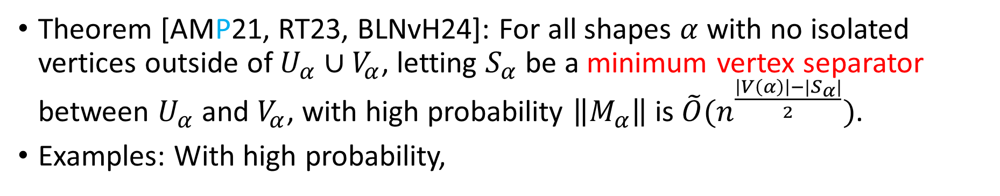 • Theorem [AMP21, RT23, BLNvH24]: For all shapes α with no isolated
vertices outside of U_α ∪ V_α, letting S_α be a minimum vertex separator
between U_α and V_α, with high probability ‖M_α‖ is Õ(n^{\frac{|V(α)|−|S_α|}{2}}).
• Examples: With high probability,